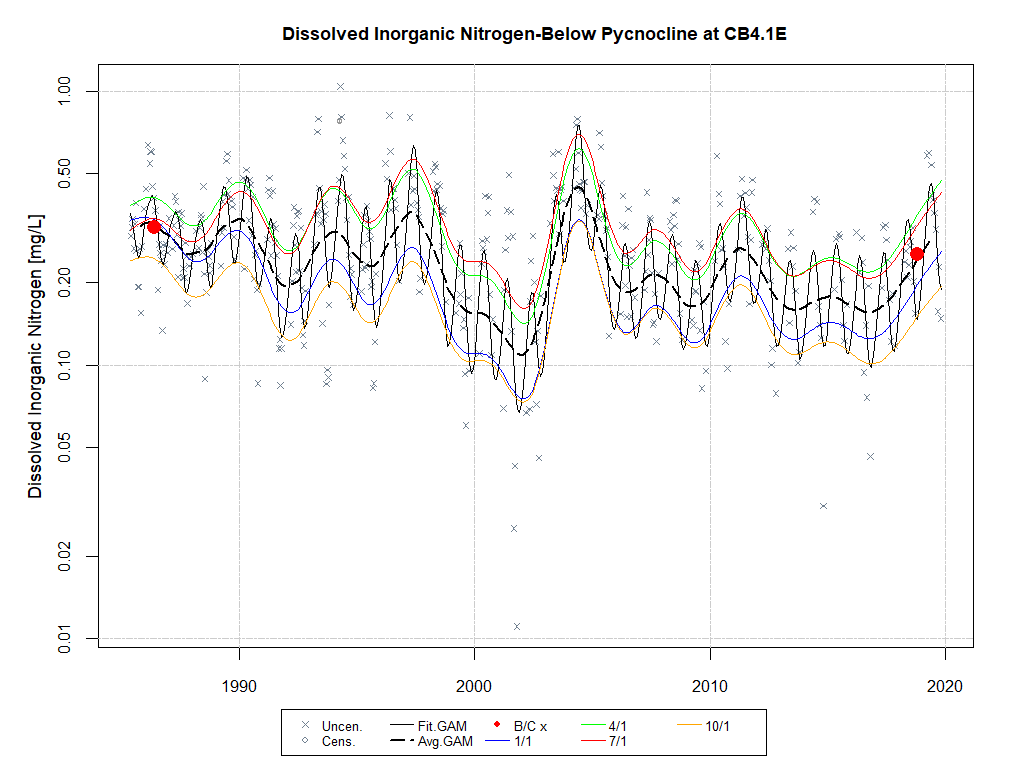 Dissolved Inorganic Nitrogen-Below Pycnocline at CB4.1E
Dissolved Inorganic Nitrogen [mg/L]
1.00
0.50
0.20
0.10
0.05
0.02
0.01
1990 2000 2010 2020
Uncen. Fit.GAM B/C x 4/1 10/1
Cens. Avg.GAM 1/1 7/1